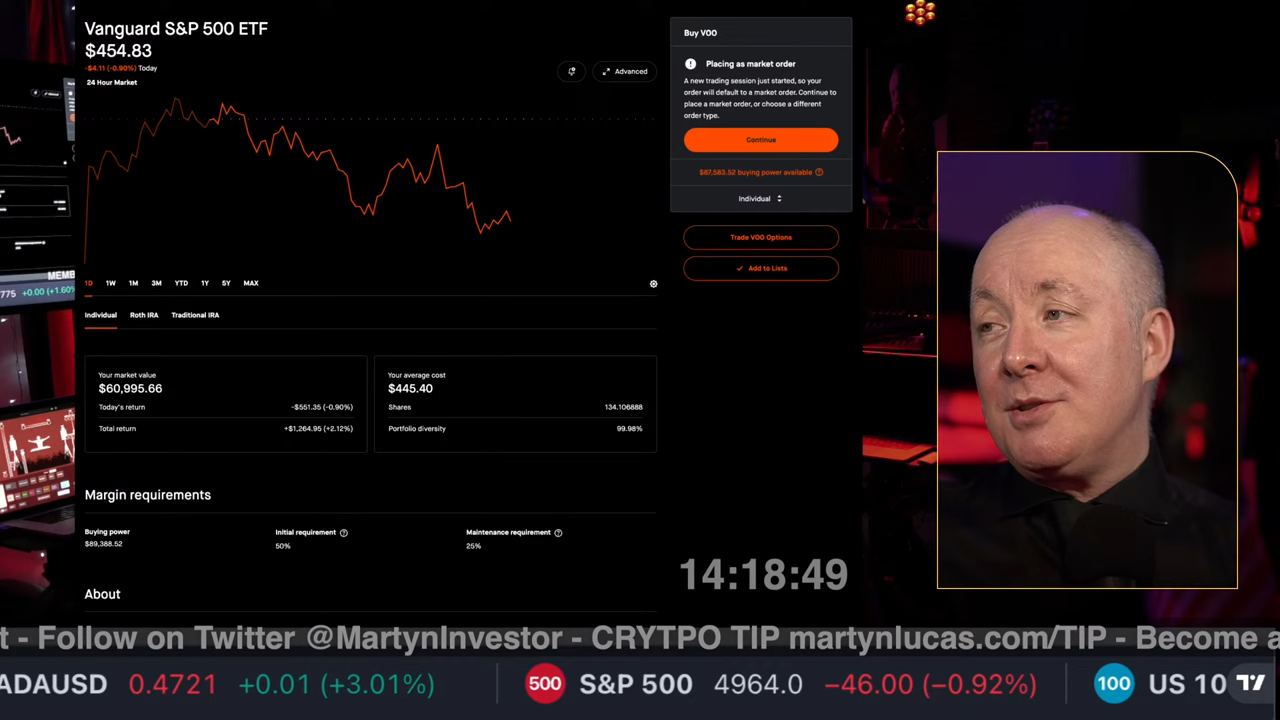 Vanguard S&P 500 ETF
$454.83
-$4.11 (-0.90%) Today
24 Hour Market
Advanced
1D 1W 1M 3M YTD 1Y 5Y MAX
Individual Roth IRA Traditional IRA
Your market value
$60,995.66
Today's return -$551.35 (-0.90%)
Total return +$1,264.95 (+2.12%)
Your average cost
$445.40
Shares 134.106888
Portfolio diversity 99.98%
Margin requirements
Buying power
$89,388.52
Initial requirement
50%
Maintenance requirement
25%
About
Buy VOO
Placing as market order
A new trading session just started, so your
order will default to a market order. Continue to
place a market order, or choose a different
order type.
Continue
$87,583.52 buying power available
Individual
Trade VOO Options
Add to Lists
MEMB
775 +0.00 (+1.60%
14:18:49
t - Follow on Twitter @MartynInvestor - CRYTPO TIP martynlucas.com/TIP - Become a
ADAUSD 0.4721 +0.01 (+3.01%) 500 S&P 500 4964.0 −46.00 (−0.92%) 100 US 10